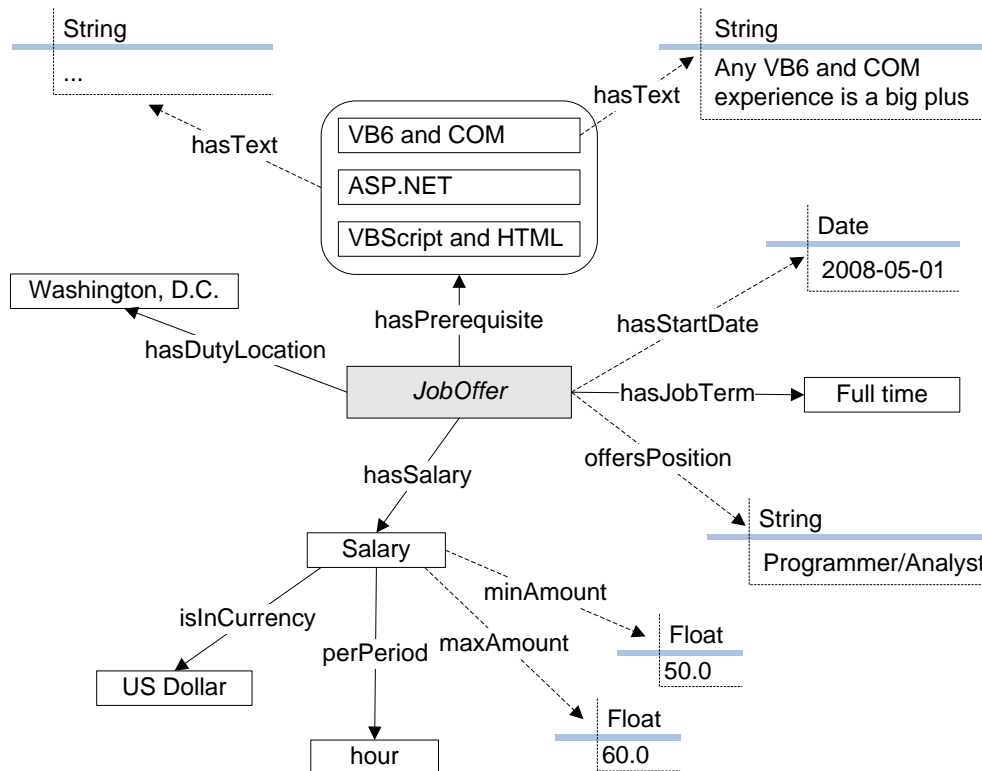 String
...
String
Any VB6 and COM
experience is a big plus
hasText
hasText
VB6 and COM
ASP.NET
VBScript and HTML
Date
2008-05-01
Washington, D.C.
hasPrerequisite
hasStartDate
hasDutyLocation
JobOffer
hasJobTerm
Full time
offersPosition
hasSalary
String
Programmer/Analyst
Salary
minAmount
isInCurrency
maxAmount
perPeriod
Float
50.0
US Dollar
Float
60.0
hour